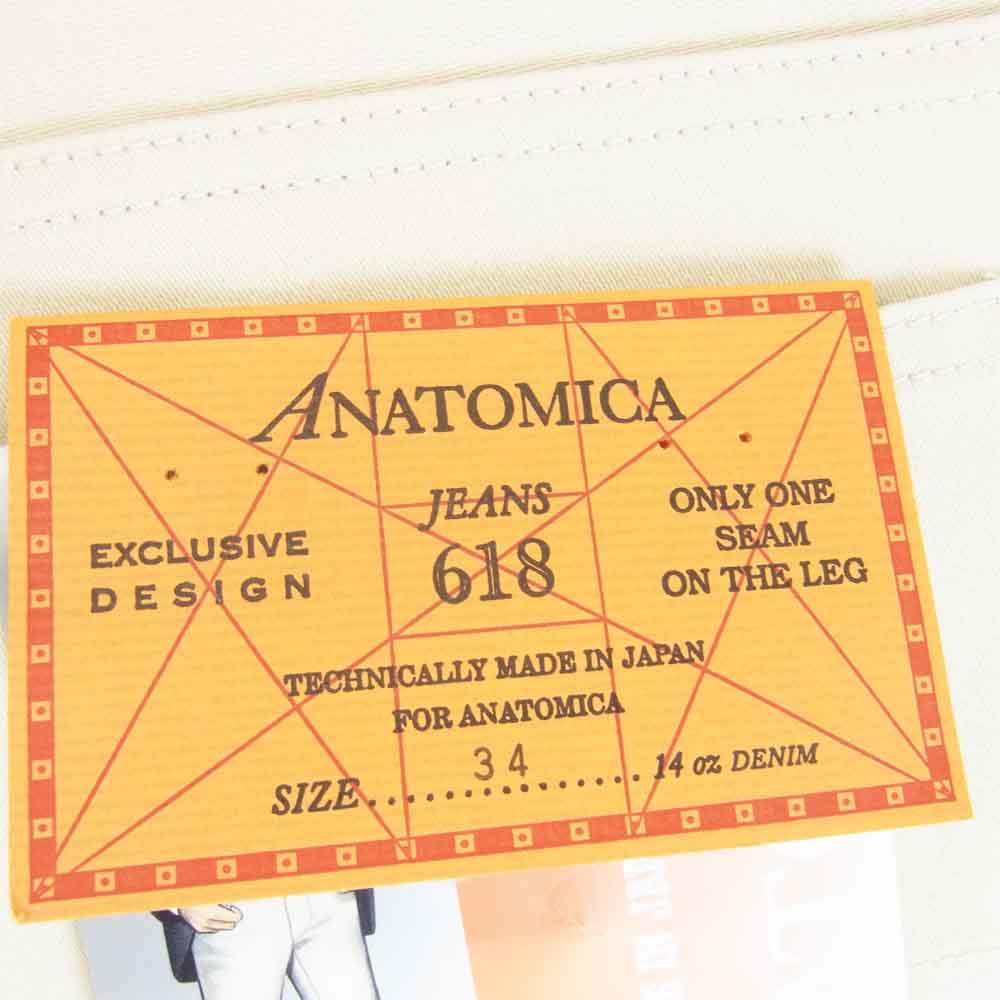 ANATOMICA
JEANS
618
EXCLUSIVE
DESIGN
ONLY ONE
SEAM
ON THE LEG
TECHNICALLY MADE IN JAPAN
FOR ANATOMICA
34
SIZE................14 oz DENIM